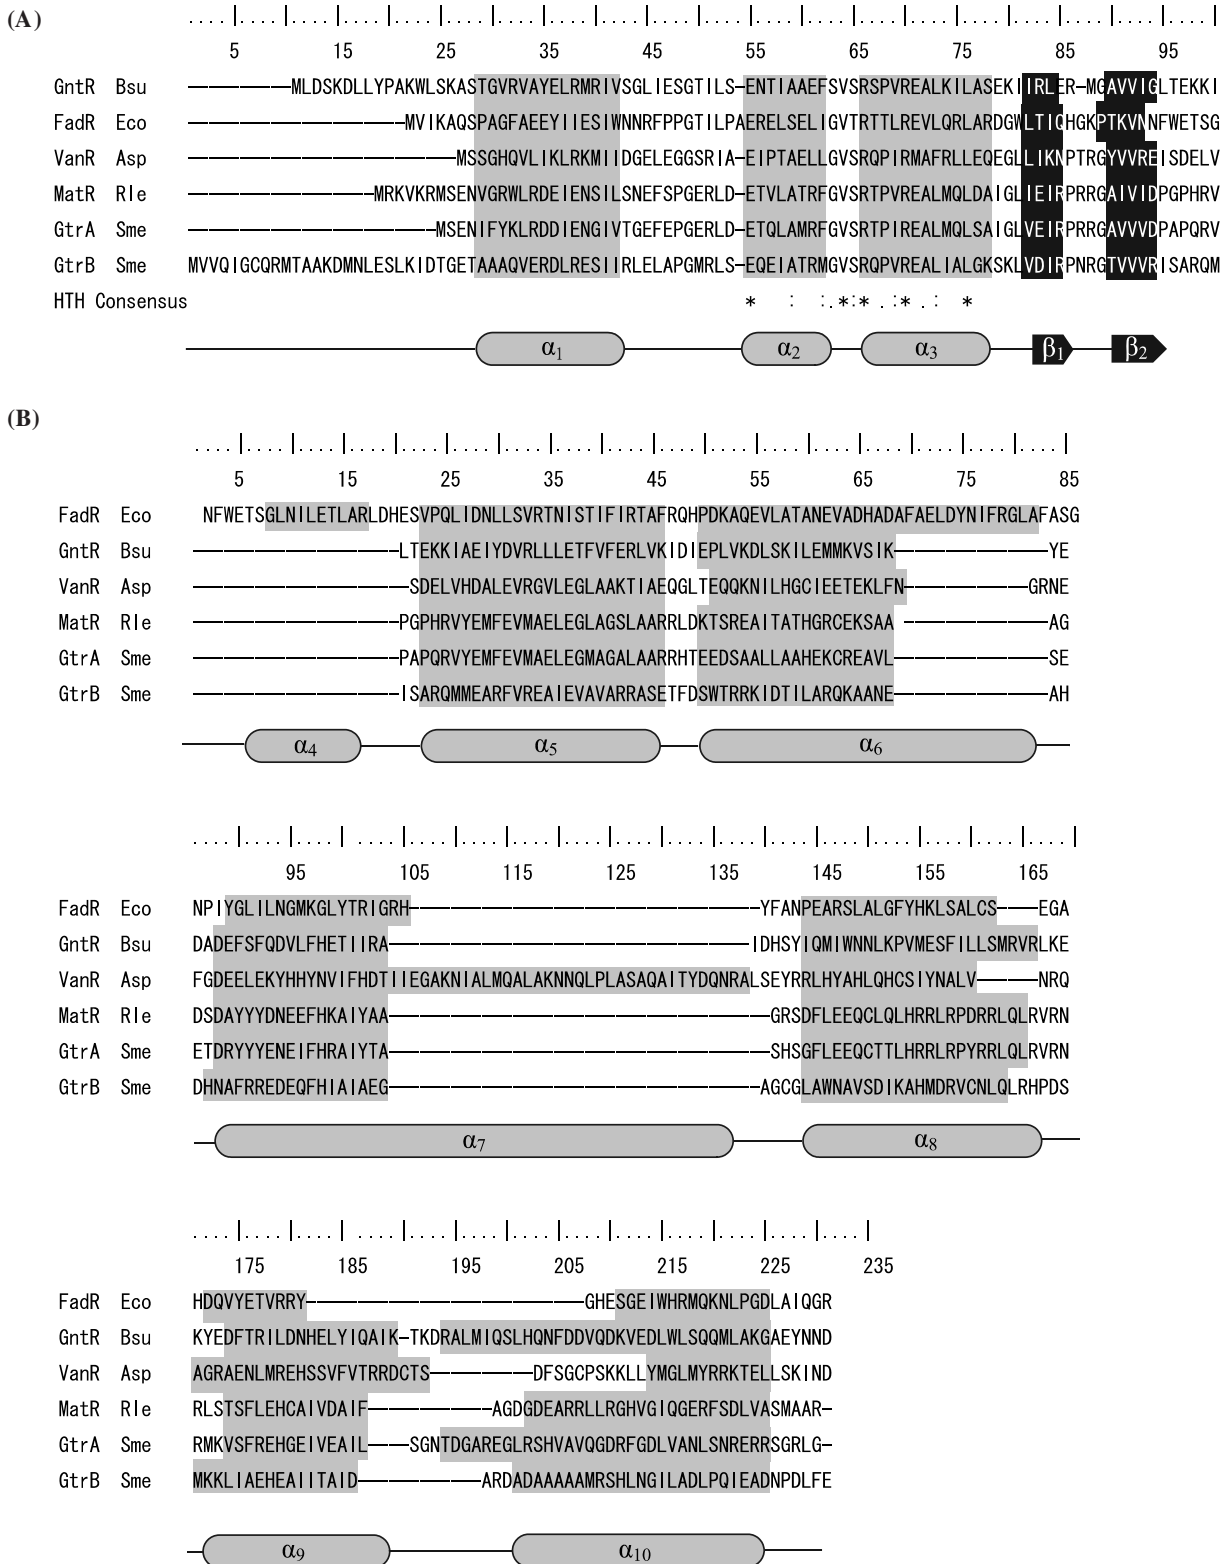 (A)
5 15 25 35 45 55 65 75 85 95
GntR Bsu ——————————MLDSKDLLYPAKWLSKASTGVRVAYELRMRIVSGLIESGTILS–ENTIAAEFSVSRSPVREALKILASEKIIRLER–MGAVVIGLTEKKI
FadR Eco —————————————————————MVIKAQSPAGFAEEYIIESIWNNRFPPGTILPAERELSELIGVTRTTLREVLQRLARDGWLTIQHGKPTKVNNFWETSG
VanR Asp ——————————————————————————MSSGHQVLIKLRKMIIDGELEGGSRIA–EIPTAELLGVSRQPIRMAFRLLEQEGLLIKNPTRGYVVREISDELV
MatR Rle ——————————————————MRKVKRMSENVGRWLRDEIENSILSNEFSPGERLD–ETVLATRFGVSRTPVREALMQLDAIGLIEIRPRRGAIVIDPGPHRV
GtrA Sme ————————————————————————MSENIFYKLRDDIENGIVTGEFEPGERLD–ETQLAMRFGVSRTPIREALMQLSAIGLVEIRPRRGAVVVDPAPQRV
GtrB Sme MVVQIGCQRMTAAKDMNLESLKIDTGETAAAQVERDLRESIIRLELAPGMRLS–EQEIATRMGVSRQPVREALIALGKSKLVDIRPNRGTVVVRISARQM
HTH Consensus * : :.*:* .:* .: *
α1 α2 α3 β1 β2
(B)
5 15 25 35 45 55 65 75 85
FadR Eco NFWETSGLNILETLARLDHESVPQLIDNLLSVRTNISTIFIRTAFRQHPDKAQEVLATANEVADHADAFAELDYNIFRGLAFASG
GntR Bsu ————————————————————LTEKKIAEIYDVRLLLETFVFERLVKIDIEPLVKDLSKILEMMKVSIK———————————————YE
VanR Asp —————————————————————SDELVHDALEVRGVLEGLAAKTIAEQGLTEQQKNILHGCIEETEKLFN————————————GRNE
MatR Rle ————————————————————PGPHRVYEMFEVMAELEGLAGSLAARRLDKTSREAITATHGRCEKSAA ——————————————AG
GtrA Sme ————————————————————PAPQRVYEMFEVMAELEGMAGALAARRHTEEDSAALLAAHEKCREAVL———————————————SE
GtrB Sme ————————————————————ISARQMMEARFVREAIEVAVARRASETFDSWTRRKIDTILARQKAANE———————————————AH
α4 α5 α6
95 105 115 125 135 145 155 165
FadR Eco NPIYGLILNGMKGLYTRIGRH——————————————————————————————————YFANPEARSLALGFYHKLSALCS————EGA
GntR Bsu DADEFSFQDVLFHETIIRA———————————————————————————————————IDHSYIQMIWNNLKPVMESFILLSMRVRLKE
VanR Asp FGDEELEKYHHYNVIFHDTIIEGAKNIALMQALAKNNQLPLASAQAITYDQNRALSEYRRLHYAHLQHCSIYNALV——————NRQ
MatR Rle DSDAYYYDNEEFHKAIYAA—————————————————————————————————————GRSDFLEEQCLQLHRRLRPDRRLQLRVRN
GtrA Sme ETDRYYYENEIFHRAIYTA—————————————————————————————————————SHSGFLEEQCTTLHRRLRPYRRLQLRVRN
GtrB Sme DHNAFRREDEQFHIAIAEG————————————————————————————————————AGCGLAWNAVSDIKAHMDRVCNLQLRHPDS
α7 α8
175 185 195 205 215 225 235
FadR Eco HDQVYETVRRY———————————————————————————GHESGEIWHRMQKNLPGDLAIQGR
GntR Bsu KYEDFTRILDNHELYIQAIK–TKDRALMIQSLHQNFDDVQDKVEDLWLSQQMLAKGAEYNND
VanR Asp AGRAENLMREHSSVFVTRRDCTS——————————DFSGCPSKKLLYMGLMYRRKTELLSKIND
MatR Rle RLSTSFLEHCAIVDAIF————————————AGDGDEARRLLRGHVGIQGERFSDLVASMAAR–
GtrA Sme RMKVSFREHGEIVEAIL————SGNTDGAREGLRSHVAVQGDRFGDLVANLSNRERRSGRLG–
GtrB Sme MKKLIAEHEAIITAID————————————ARDADAAAAAMRSHLNGILADLPQIEADNPDLFE
α9 α10